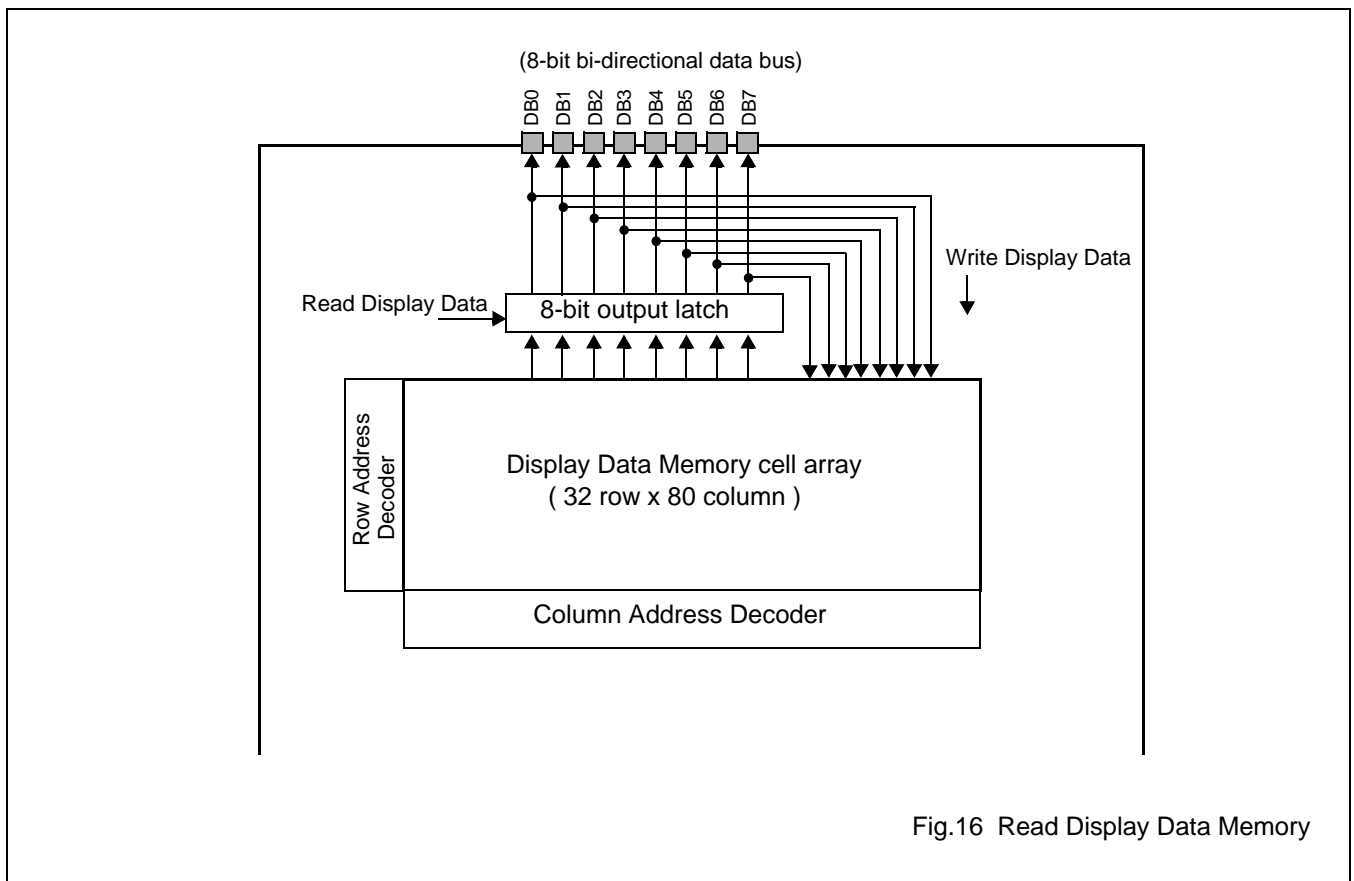 (8-bit bi-directional data bus)
DB0
DB1
DB2
DB3
DB4
DB5
DB6
DB7
Write Display Data
Read Display Data
8-bit output latch
Row Address
Decoder
Display Data Memory cell array
( 32 row x 80 column )
Column Address Decoder
Fig.16 Read Display Data Memory